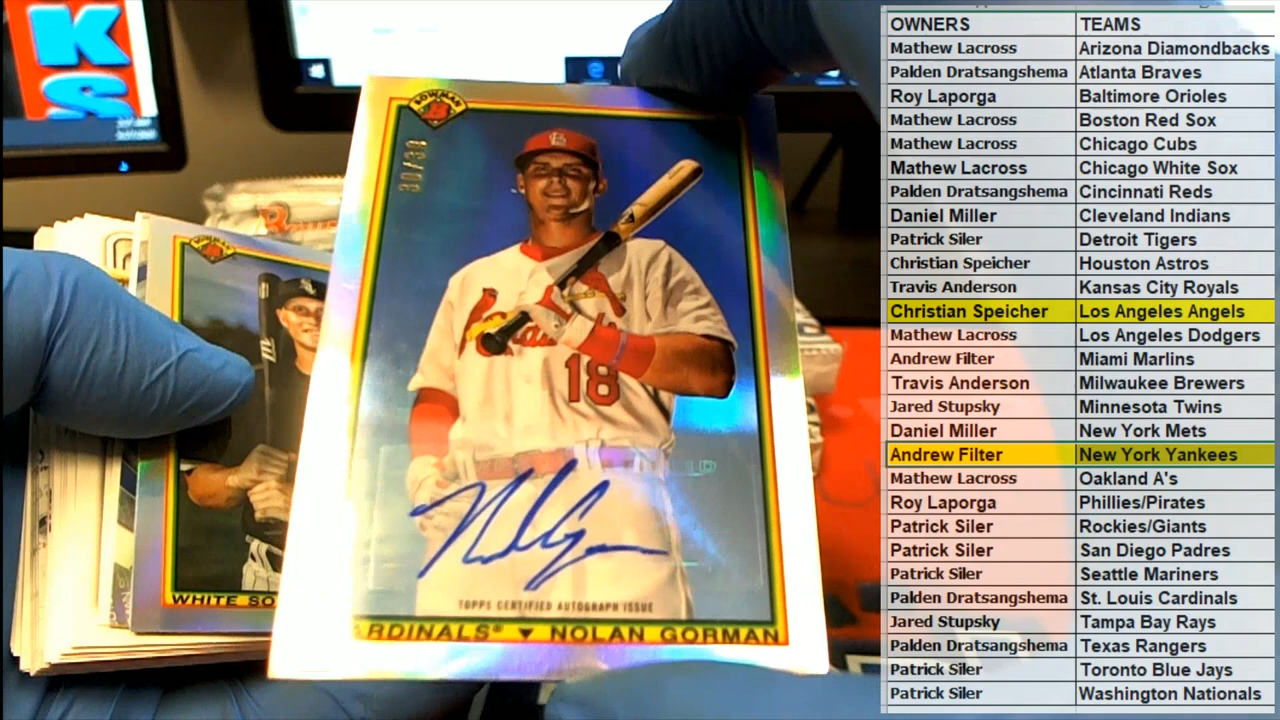 K
S
BOWMAN
30/30
18
TOPPS CERTIFIED AUTOGRAPH ISSUE
RDINALS® ▼ NOLAN GORMAN
BOWMAN
WHITE SO
OWNERS TEAMS
Mathew Lacross Arizona Diamondbacks
Palden Dratsangshema Atlanta Braves
Roy Laporga Baltimore Orioles
Mathew Lacross Boston Red Sox
Mathew Lacross Chicago Cubs
Mathew Lacross Chicago White Sox
Palden Dratsangshema Cincinnati Reds
Daniel Miller Cleveland Indians
Patrick Siler Detroit Tigers
Christian Speicher Houston Astros
Travis Anderson Kansas City Royals
Christian Speicher Los Angeles Angels
Mathew Lacross Los Angeles Dodgers
Andrew Filter Miami Marlins
Travis Anderson Milwaukee Brewers
Jared Stupsky Minnesota Twins
Daniel Miller New York Mets
Andrew Filter New York Yankees
Mathew Lacross Oakland A's
Roy Laporga Phillies/Pirates
Patrick Siler Rockies/Giants
Patrick Siler San Diego Padres
Patrick Siler Seattle Mariners
Palden Dratsangshema St. Louis Cardinals
Jared Stupsky Tampa Bay Rays
Palden Dratsangshema Texas Rangers
Patrick Siler Toronto Blue Jays
Patrick Siler Washington Nationals